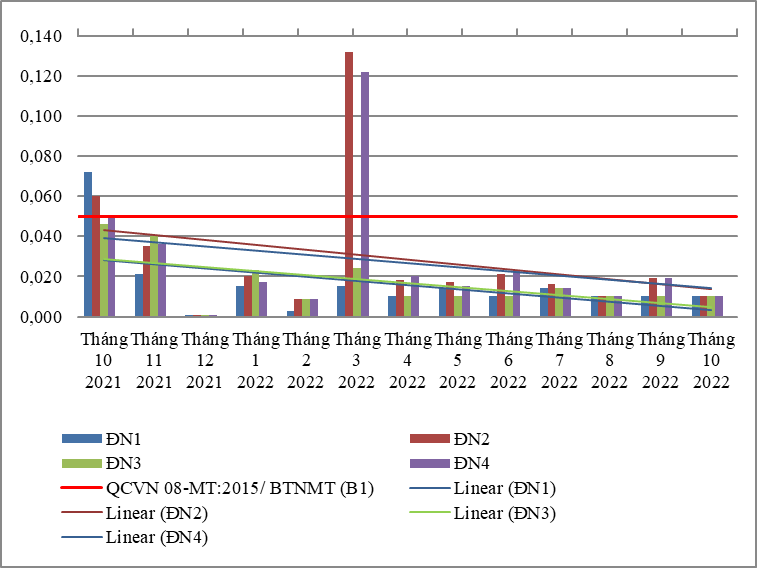 0,140
0,120
0,100
0,080
0,060
0,040
0,020
0,000
Tháng Tháng Tháng Tháng Tháng Tháng Tháng Tháng Tháng Tháng Tháng Tháng Tháng
10 11 12 1 2 3 4 5 6 7 8 9 10
2021 2021 2021 2022 2022 2022 2022 2022 2022 2022 2022 2022 2022
ĐN1 ĐN2
ĐN3 ĐN4
QCVN 08-MT:2015/ BTNMT (B1) Linear (ĐN1)
Linear (ĐN2) Linear (ĐN3)
Linear (ĐN4)